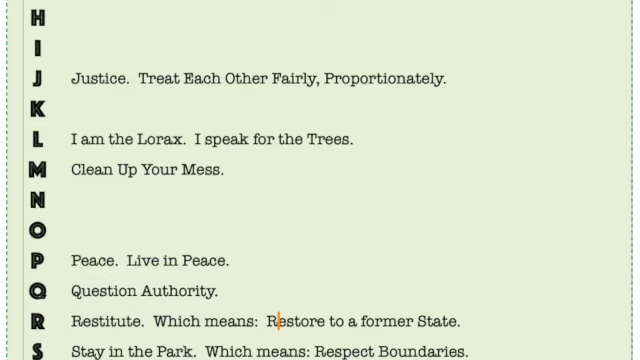 H
I
J Justice. Treat Each Other Fairly, Proportionately.
K
L I am the Lorax. I speak for the Trees.
M Clean Up Your Mess.
N
O
P Peace. Live in Peace.
Q Question Authority.
R Restitute. Which means: Restore to a former State.
S Stay in the Park. Which means: Respect Boundaries.